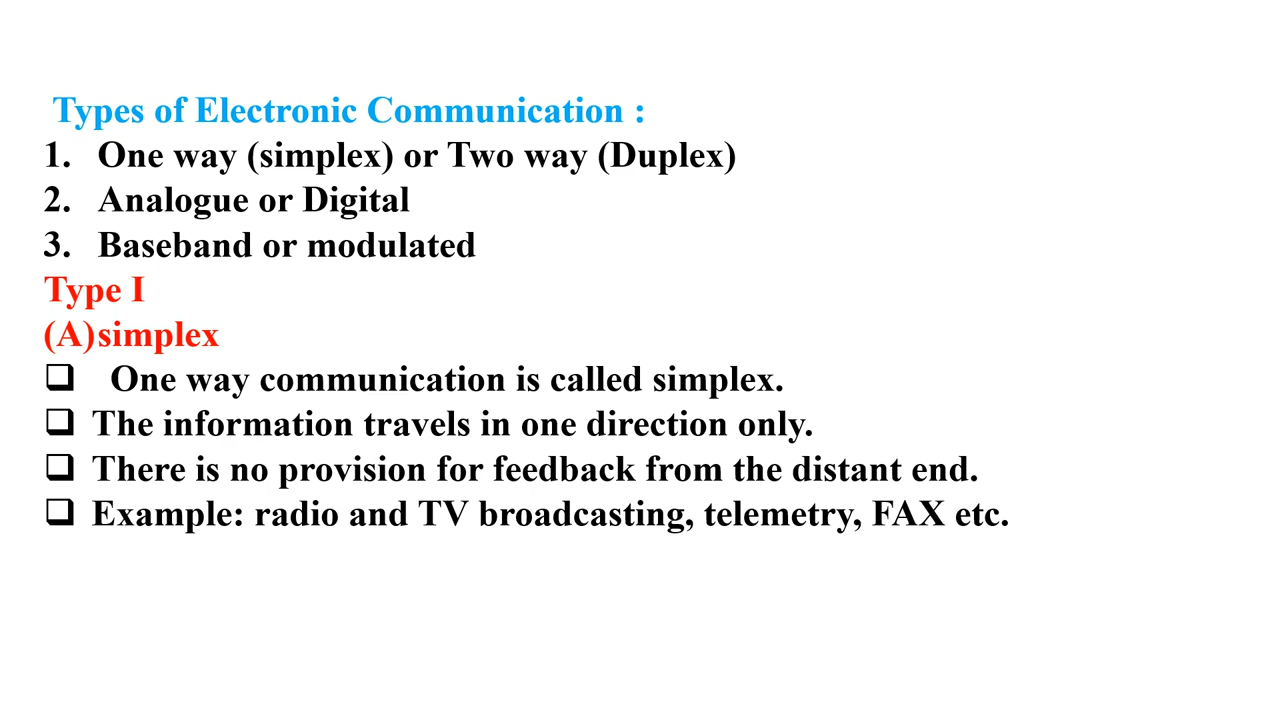 Types of Electronic Communication :
1. One way (simplex) or Two way (Duplex)
2. Analogue or Digital
3. Baseband or modulated
Type I
(A)simplex
❑ One way communication is called simplex.
❑ The information travels in one direction only.
❑ There is no provision for feedback from the distant end.
❑ Example: radio and TV broadcasting, telemetry, FAX etc.